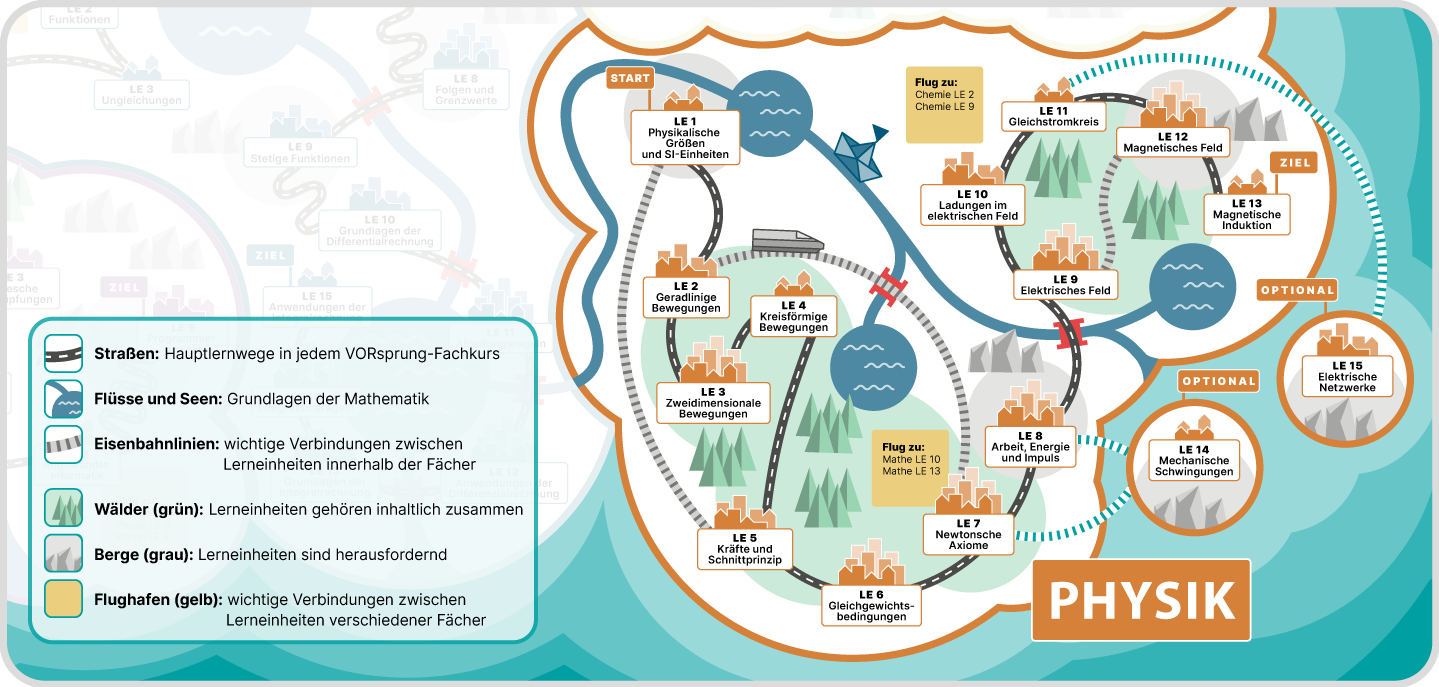 LE 2
Funktionen
LE 3
Ungleichungen
LE 8
Folgen und
Grenzwerte
LE 9
Stetige Funktionen
LE 10
Grundlagen der
Differentialrechnung
ZIEL
LE 15
Anwendungen der
ZIEL
LE 3
LE 11
START
LE 1
Physikalische
Größen
und SI-Einheiten
Flug zu:
Chemie LE 2
Chemie LE 9
LE 11
Gleichstromkreis
LE 12
Magnetisches Feld
ZIEL
LE 13
Magnetische
Induktion
LE 10
Ladungen im
elektrischen Feld
LE 9
Elektrisches Feld
LE 2
Geradlinige
Bewegungen
LE 4
Kreisförmige
Bewegungen
LE 3
Zweidimensionale
Bewegungen
OPTIONAL
LE 15
Elektrische
Netzwerke
OPTIONAL
LE 14
Mechanische
Schwingungen
LE 8
Arbeit, Energie
und Impuls
Flug zu:
Mathe LE 10
Mathe LE 13
LE 7
Newtonsche
Axiome
LE 5
Kräfte und
Schnittprinzip
LE 6
Gleichgewichts-
bedingungen
PHYSIK
Straßen: Hauptlernwege in jedem VORsprung-Fachkurs
Flüsse und Seen: Grundlagen der Mathematik
Eisenbahnlinien: wichtige Verbindungen zwischen
Lerneinheiten innerhalb der Fächer
Wälder (grün): Lerneinheiten gehören inhaltlich zusammen
Berge (grau): Lerneinheiten sind herausfordernd
Flughafen (gelb): wichtige Verbindungen zwischen
Lerneinheiten verschiedener Fächer